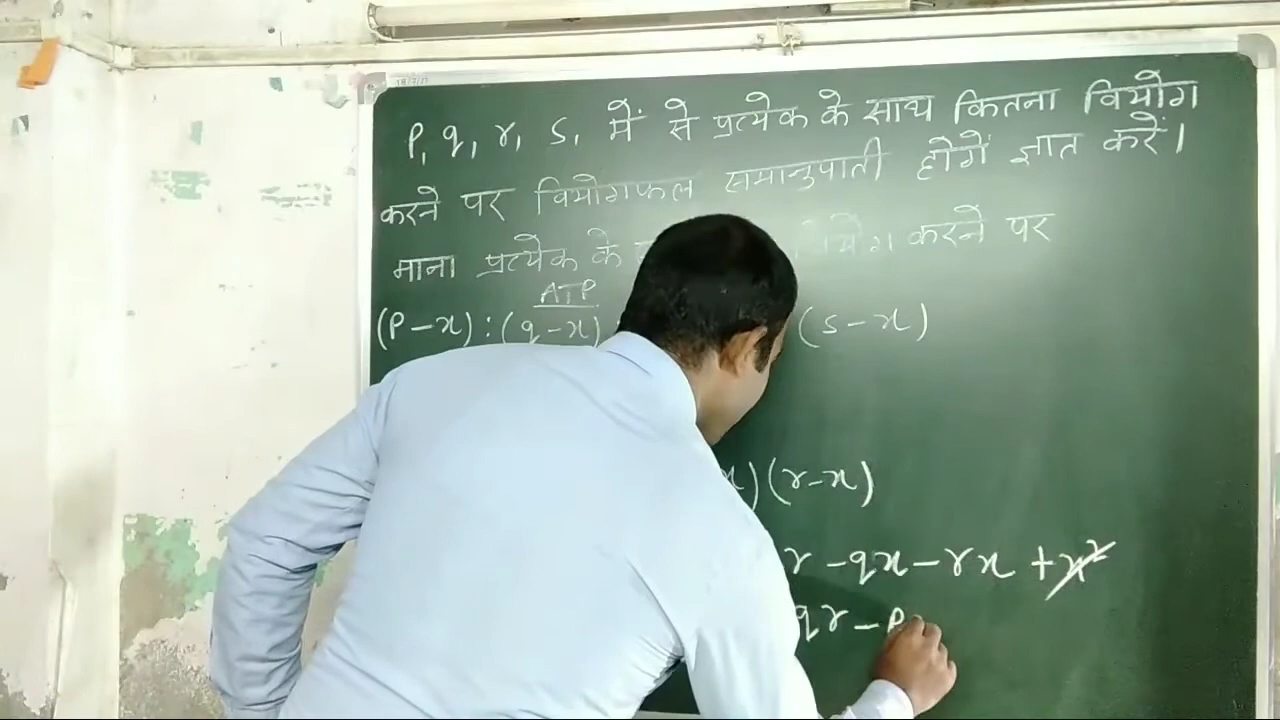 P, q, r, s, में से प्रत्येक के साथ कितना वियोग
करने पर वियोगफल समानुपाती होगें ज्ञात करें।
माना प्रत्येक के करने पर
ATP
(P-x) : (q-x) (s-x)
x)(r-x)
r - qx - rx + x²
qr - P